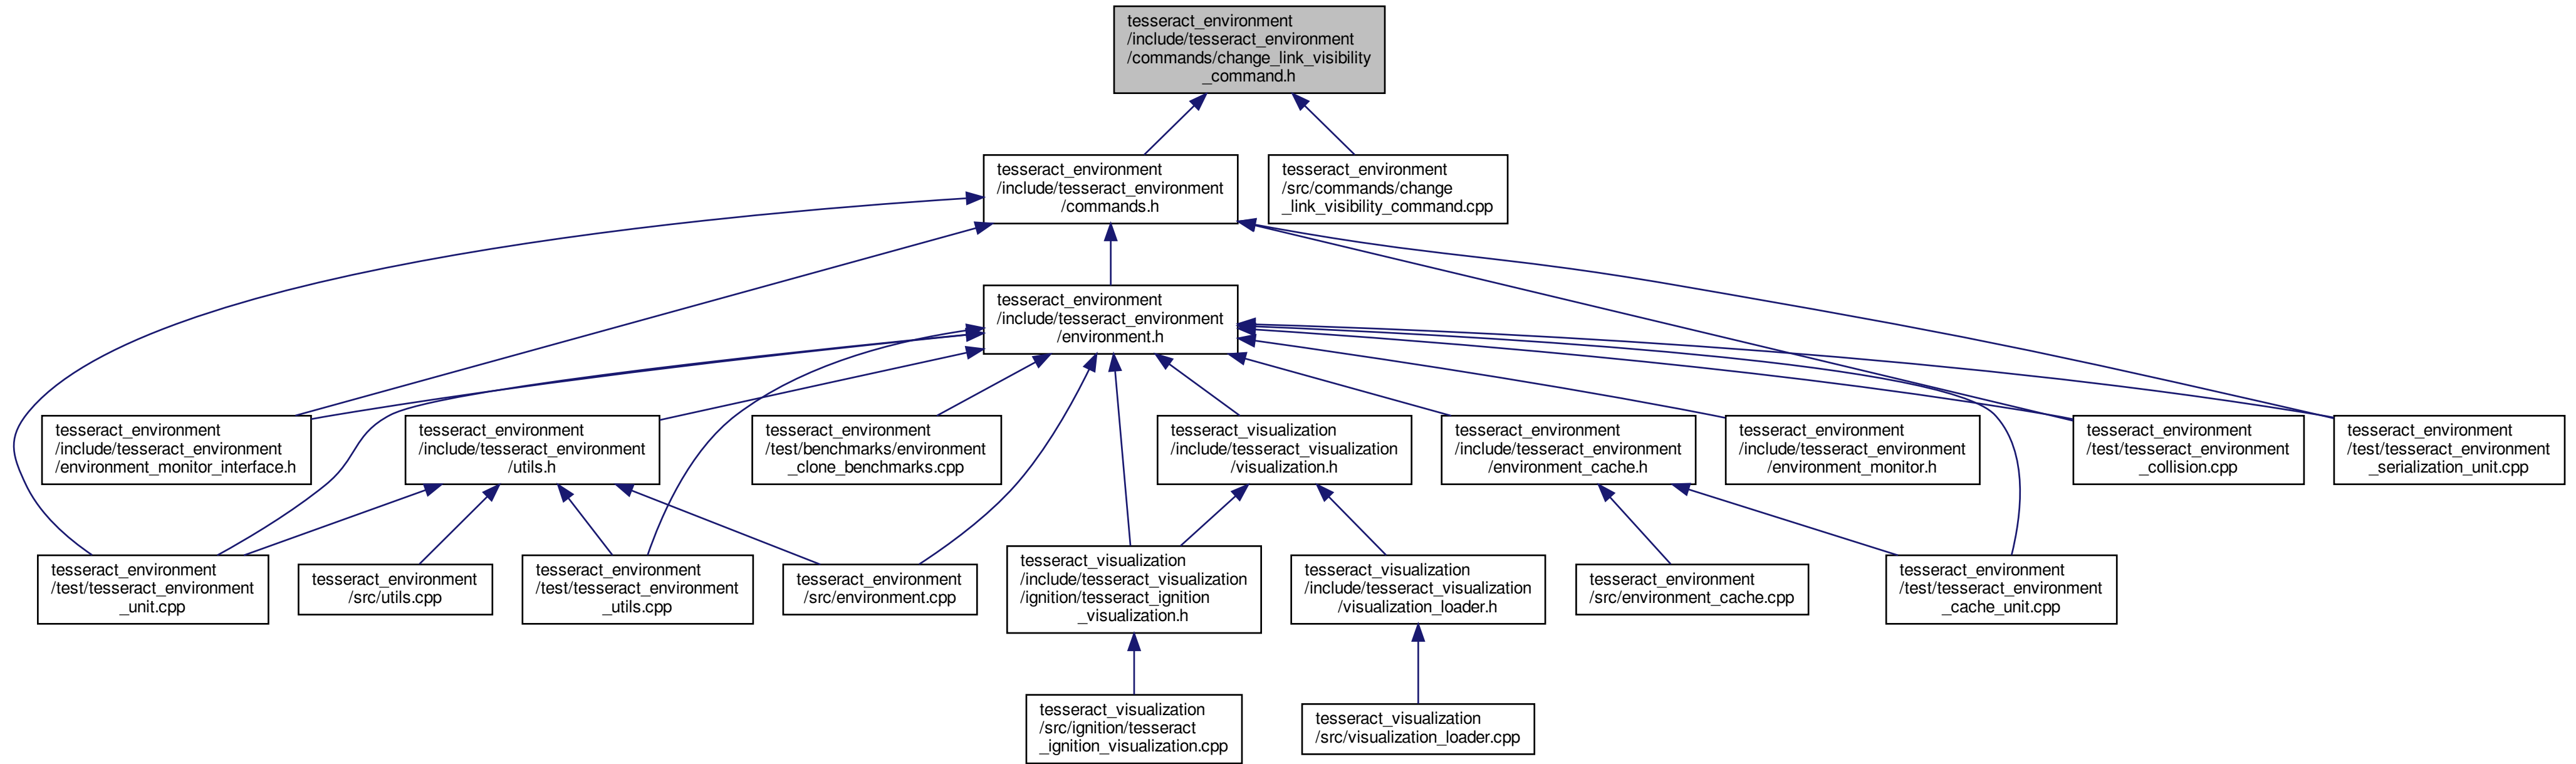 tesseract_environment
/include/tesseract_environment
/commands/change_link_visibility
_command.h
tesseract_environment
/include/tesseract_environment
/commands.h
tesseract_environment
/src/commands/change
_link_visibility_command.cpp
tesseract_environment
/include/tesseract_environment
/environment.h
tesseract_environment
/include/tesseract_environment
/environment_monitor_interface.h
tesseract_environment
/include/tesseract_environment
/utils.h
tesseract_environment
/test/benchmarks/environment
_clone_benchmarks.cpp
tesseract_visualization
/include/tesseract_visualization
/visualization.h
tesseract_environment
/include/tesseract_environment
/environment_cache.h
tesseract_environment
/include/tesseract_environment
/environment_monitor.h
tesseract_environment
/test/tesseract_environment
_collision.cpp
tesseract_environment
/test/tesseract_environment
_serialization_unit.cpp
tesseract_environment
/test/tesseract_environment
_unit.cpp
tesseract_environment
/src/utils.cpp
tesseract_environment
/test/tesseract_environment
_utils.cpp
tesseract_environment
/src/environment.cpp
tesseract_visualization
/include/tesseract_visualization
/ignition/tesseract_ignition
_visualization.h
tesseract_visualization
/include/tesseract_visualization
/visualization_loader.h
tesseract_environment
/src/environment_cache.cpp
tesseract_environment
/test/tesseract_environment
_cache_unit.cpp
tesseract_visualization
/src/ignition/tesseract
_ignition_visualization.cpp
tesseract_visualization
/src/visualization_loader.cpp